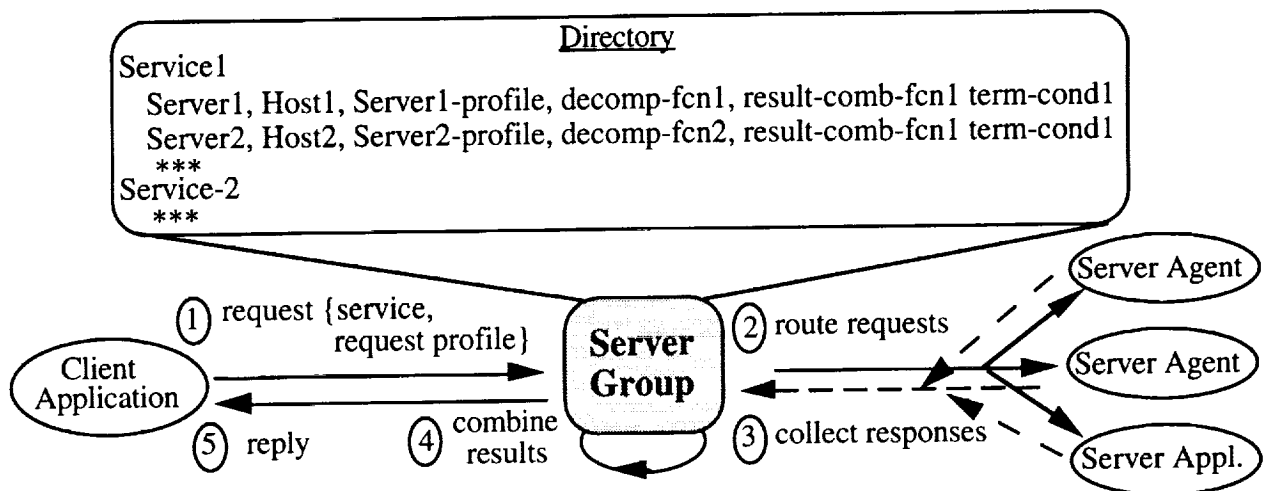 Directory
Service1
Server1, Host1, Server1-profile, decomp-fcn1, result-comb-fcn1 term-cond1
Server2, Host2, Server2-profile, decomp-fcn2, result-comb-fcn1 term-cond1
***
Service-2
***
1 request {service,
request profile}
Client
Application
5 reply
4 combine
results
Server
Group
2 route requests
3 collect responses
Server Agent
Server Agent
Server Appl.